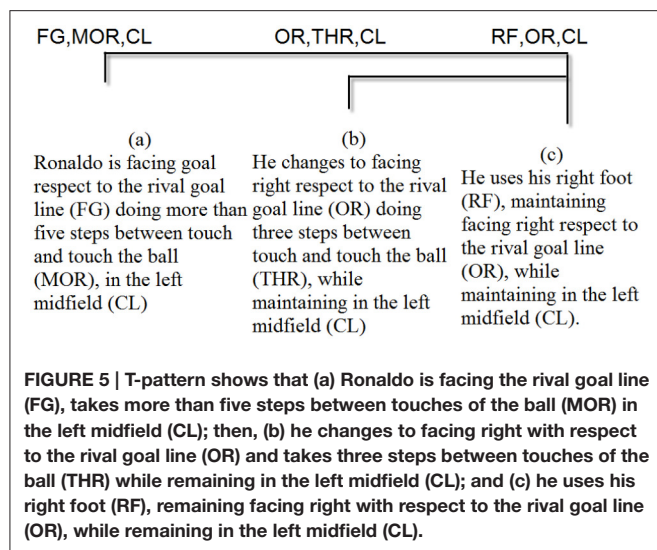 FG,MOR,CL OR,THR,CL RF,OR,CL
(a)
Ronaldo is facing goal
respect to the rival goal
line (FG) doing more than
five steps between touch
and touch the ball
(MOR), in the left
midfield (CL)
(b)
He changes to facing
right respect to the rival
goal line (OR) doing
three steps between
touch and touch the ball
(THR), while
maintaining in the left
midfield (CL)
(c)
He uses his right foot
(RF), maintaining
facing right respect to
the rival goal line
(OR), while
maintaining in the left
midfield (CL).
FIGURE 5 | T-pattern shows that (a) Ronaldo is facing the rival goal line
(FG), takes more than five steps between touches of the ball (MOR) in
the left midfield (CL); then, (b) he changes to facing right with respect
to the rival goal line (OR) and takes three steps between touches of the
ball (THR) while remaining in the left midfield (CL); and (c) he uses his
right foot (RF), remaining facing right with respect to the rival goal line
(OR), while remaining in the left midfield (CL).